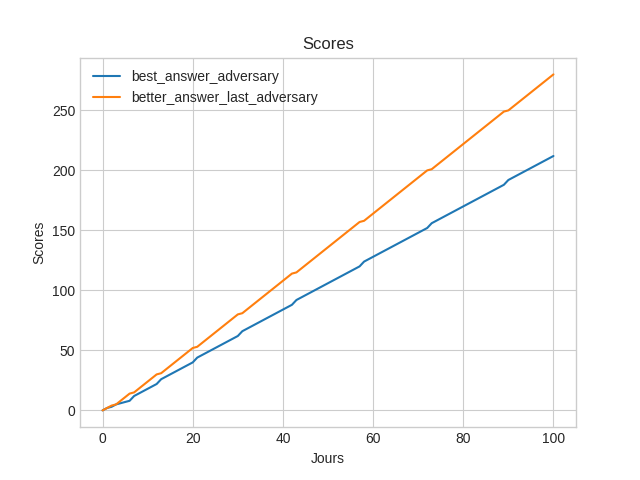 Scores
best_answer_adversary
better_answer_last_adversary
250
200
150
100
50
0
Scores
0 20 40 60 80 100
Jours